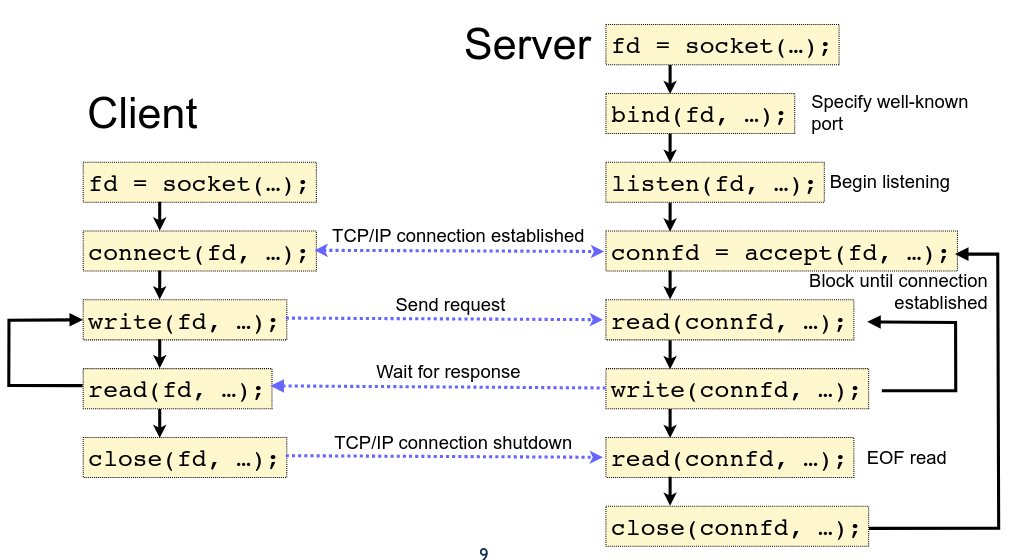 Server
fd = socket(…);
bind(fd, …);
Specify well-known
port
Client
fd = socket(…);
listen(fd, …);
Begin listening
connect(fd, …);
TCP/IP connection established
connfd = accept(fd, …);
Block until connection
established
write(fd, …);
Send request
read(connfd, …);
read(fd, …);
Wait for response
write(connfd, …);
close(fd, …);
TCP/IP connection shutdown
read(connfd, …);
EOF read
close(connfd, …);
9